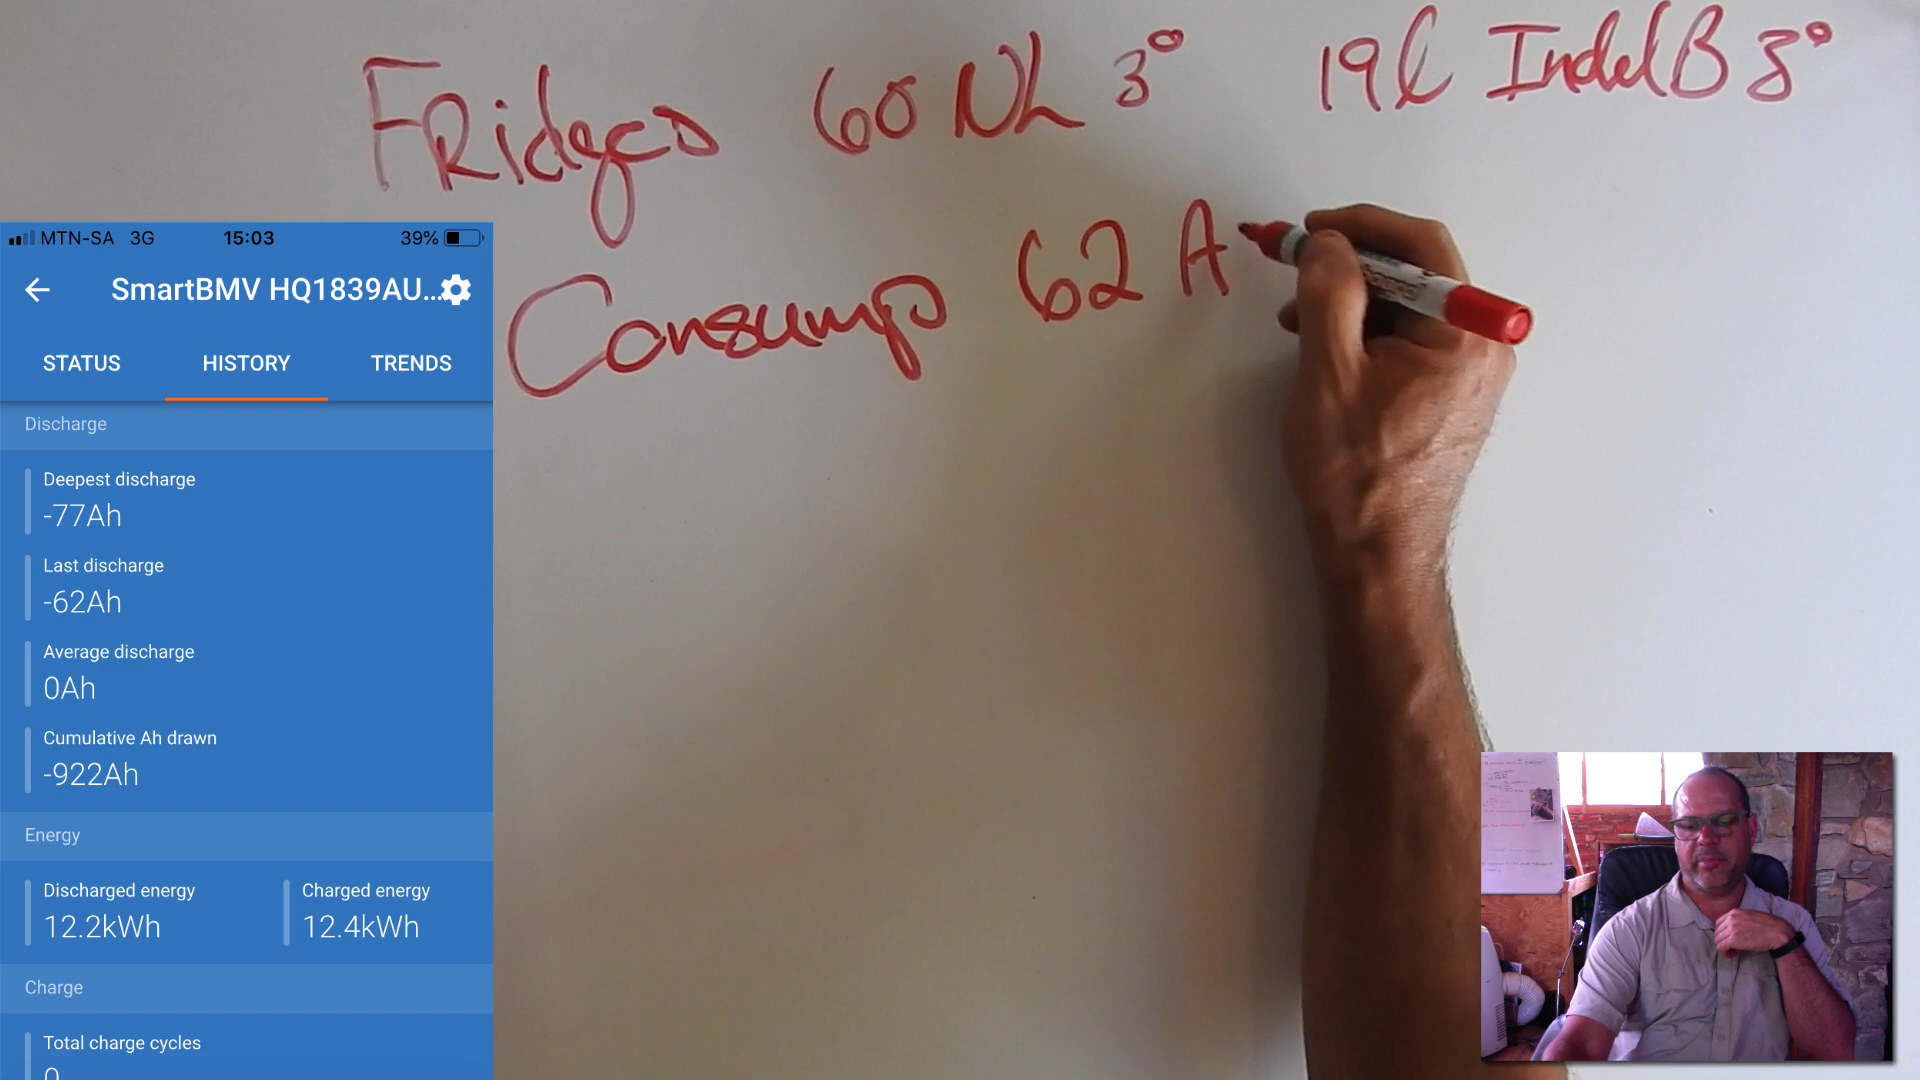 Fridges 60 NL 3° 19l IndelB 3°
Consump 62 A
MTN-SA 3G 15:03 39%
SmartBMV HQ1839AU...
STATUS HISTORY TRENDS
Discharge
Deepest discharge
-77Ah
Last discharge
-62Ah
Average discharge
0Ah
Cumulative Ah drawn
-922Ah
Energy
Discharged energy Charged energy
12.2kWh 12.4kWh
Charge
Total charge cycles
0